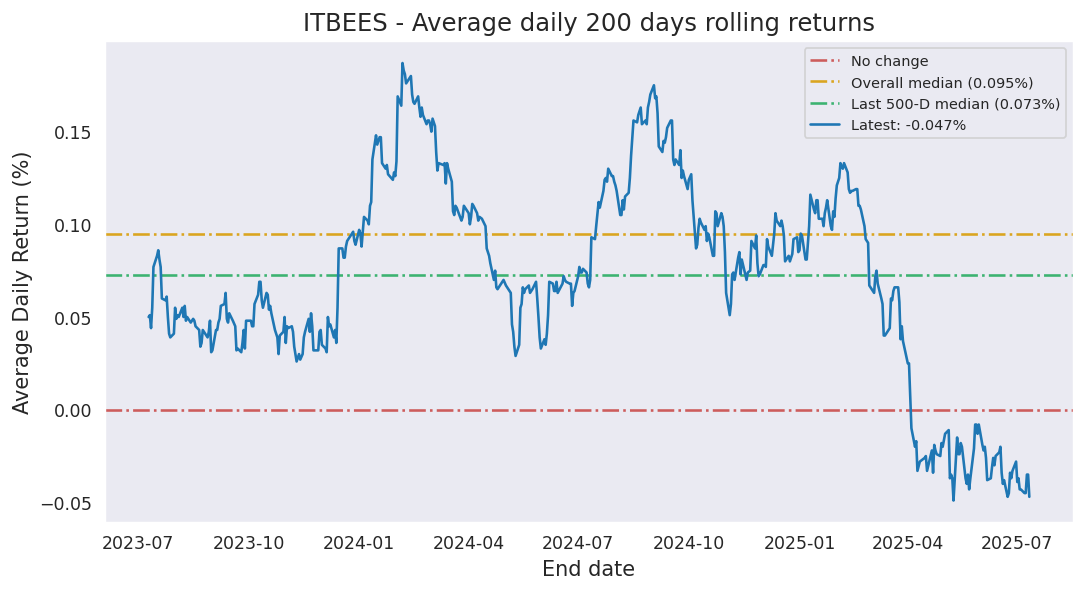 ITBEES - Average daily 200 days rolling returns
No change
Overall median (0.095%)
Last 500-D median (0.073%)
Latest: -0.047%
Average Daily Return (%)
0.15
0.10
0.05
0.00
−0.05
2023-07 2023-10 2024-01 2024-04 2024-07 2024-10 2025-01 2025-04 2025-07
End date